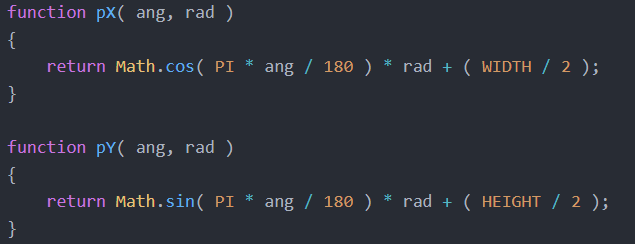 function pX( ang, rad )
{
    return Math.cos( PI * ang / 180 ) * rad + ( WIDTH / 2 );
}

function pY( ang, rad )
{
    return Math.sin( PI * ang / 180 ) * rad + ( HEIGHT / 2 );
}